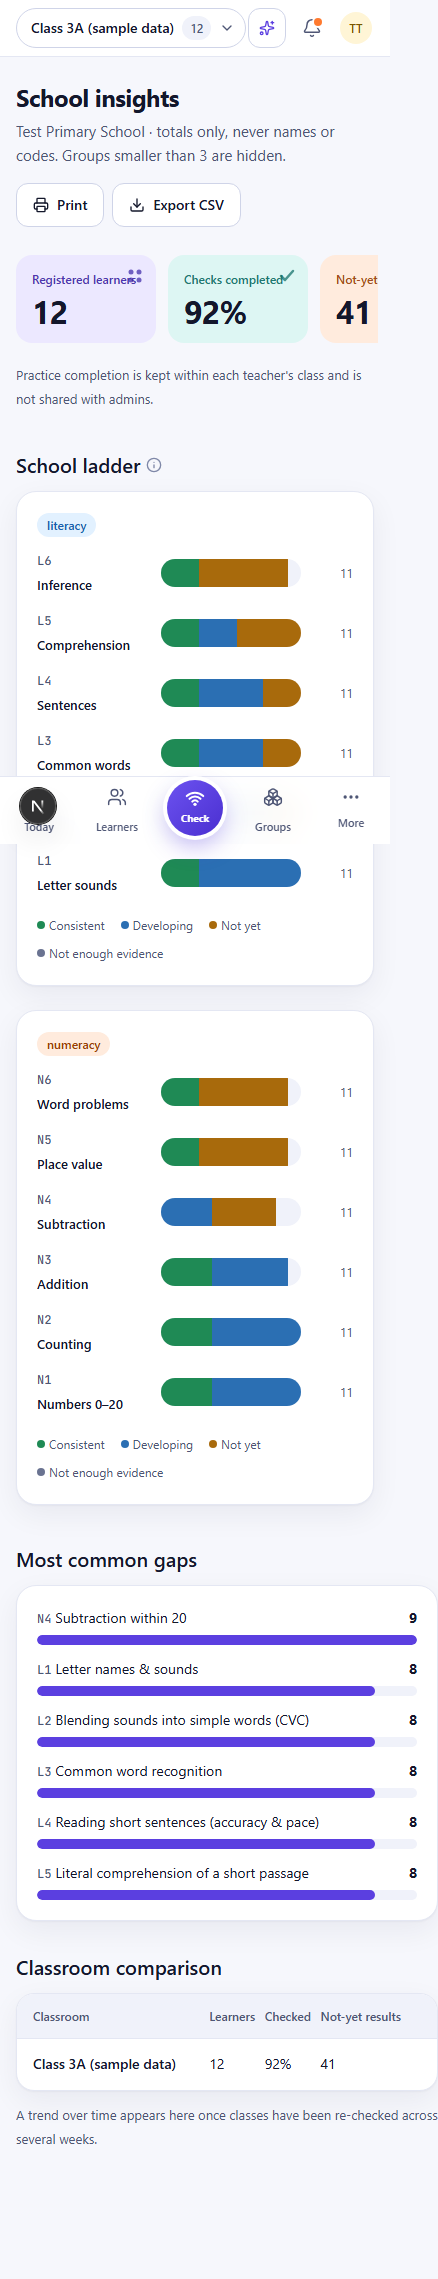 Class 3A (sample data) 12
TT
School insights
Test Primary School · totals only, never names or
codes. Groups smaller than 3 are hidden.
Print
Export CSV
Registered learners
12
Checks completed
92%
Not-yet
41
Practice completion is kept within each teacher's class and is
not shared with admins.
School ladder
literacy
L6
Inference
11
L5
Comprehension
11
L4
Sentences
11
L3
Common words
11
N
Today
Learners
Check
Groups
More
L1
Letter sounds
11
Consistent
Developing
Not yet
Not enough evidence
numeracy
N6
Word problems
11
N5
Place value
11
N4
Subtraction
11
N3
Addition
11
N2
Counting
11
N1
Numbers 0–20
11
Consistent
Developing
Not yet
Not enough evidence
Most common gaps
N4 Subtraction within 20 9
L1 Letter names & sounds 8
L2 Blending sounds into simple words (CVC) 8
L3 Common word recognition 8
L4 Reading short sentences (accuracy & pace) 8
L5 Literal comprehension of a short passage 8
Classroom comparison
Classroom Learners Checked Not-yet results
Class 3A (sample data) 12 92% 41
A trend over time appears here once classes have been re-checked across
several weeks.